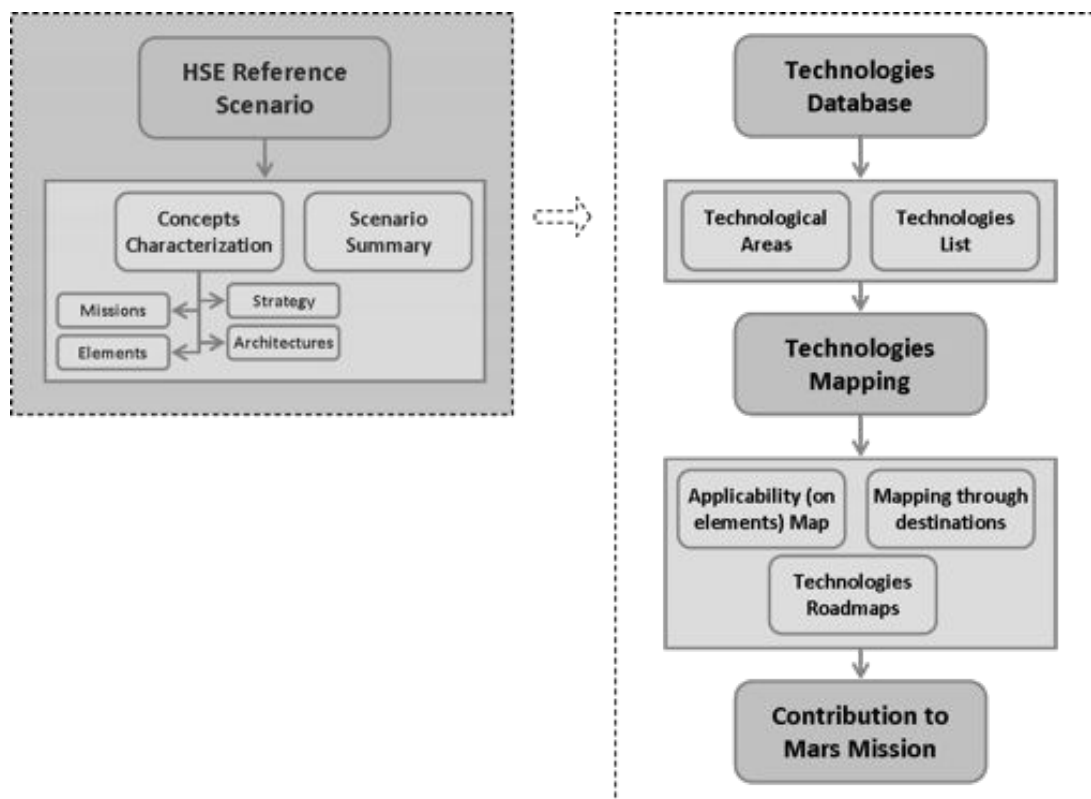 HSE Reference
Scenario
Concepts
Characterization
Scenario
Summary
Missions
Strategy
Elements
Architectures
Technologies
Database
Technological
Areas
Technologies
List
Technologies
Mapping
Applicability (on
elements) Map
Mapping through
destinations
Technologies
Roadmaps
Contribution to
Mars Mission